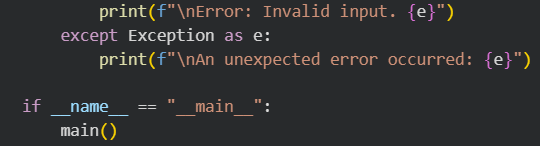 print(f"\nError: Invalid input. {e}")
except Exception as e:
print(f"\nAn unexpected error occurred: {e}")
if __name__ == "__main__":
main()